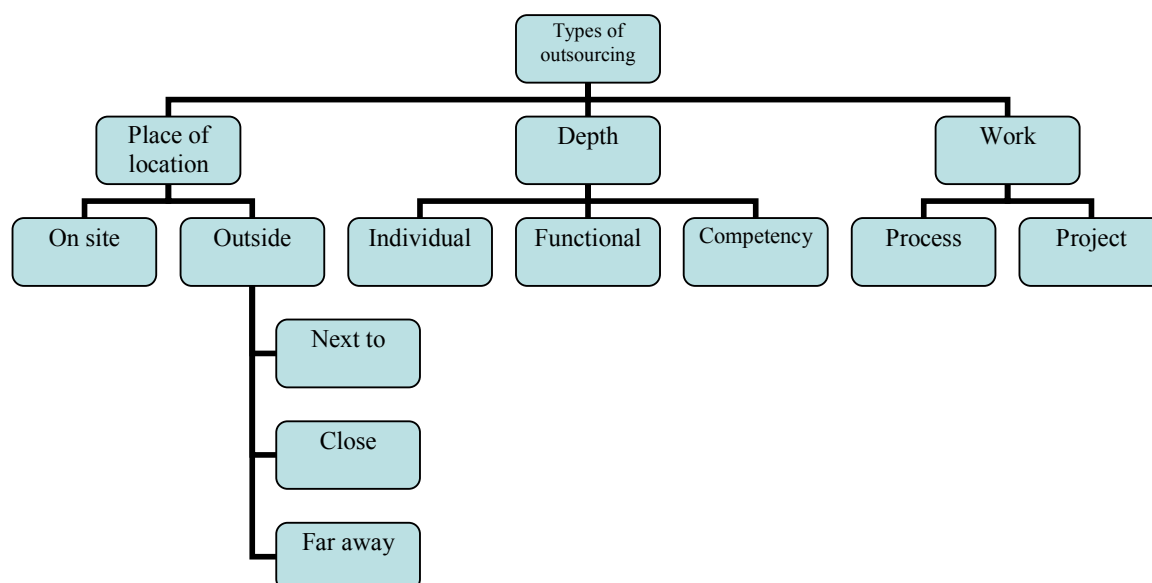 Types of
outsourcing
Place of
location
Depth
Work
On site
Outside
Individual
Functional
Competency
Process
Project
Next to
Close
Far away